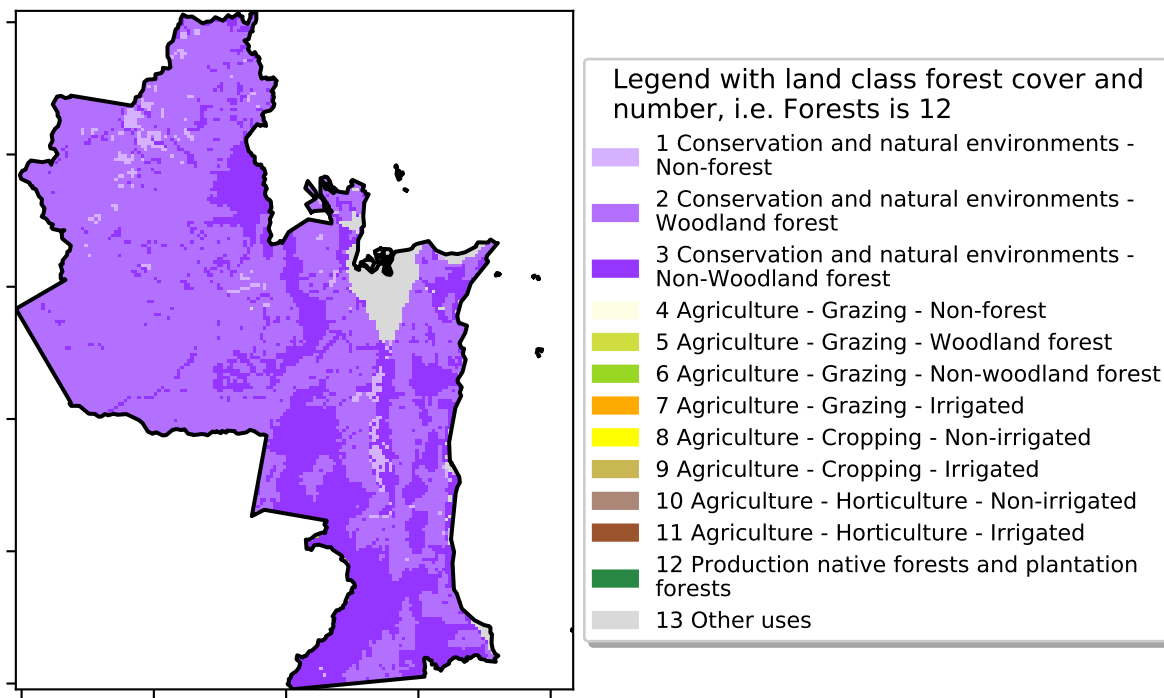 Legend with land class forest cover and
number, i.e. Forests is 12
1 Conservation and natural environments -
Non-forest
2 Conservation and natural environments -
Woodland forest
3 Conservation and natural environments -
Non-Woodland forest
4 Agriculture - Grazing - Non-forest
5 Agriculture - Grazing - Woodland forest
6 Agriculture - Grazing - Non-woodland forest
7 Agriculture - Grazing - Irrigated
8 Agriculture - Cropping - Non-irrigated
9 Agriculture - Cropping - Irrigated
10 Agriculture - Horticulture - Non-irrigated
11 Agriculture - Horticulture - Irrigated
12 Production native forests and plantation
forests
13 Other uses